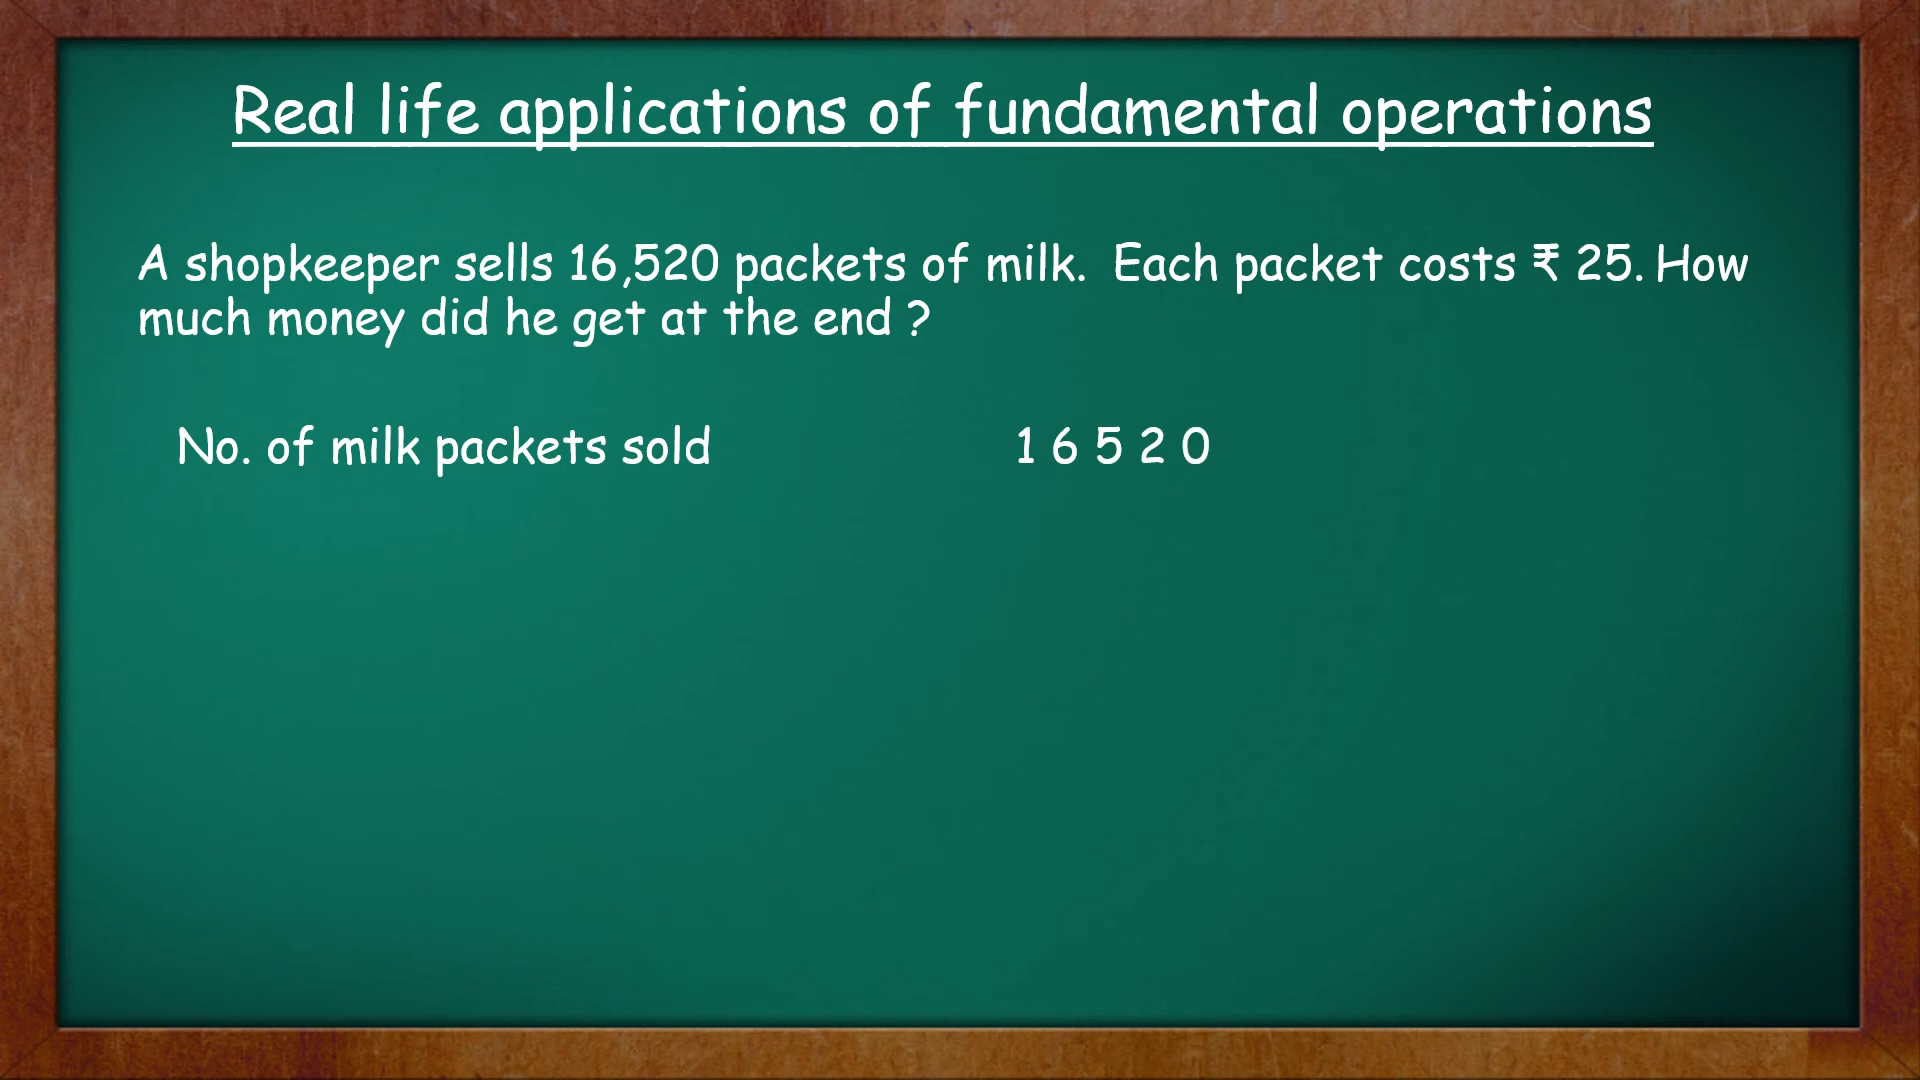 Real life applications of fundamental operations
A shopkeeper sells 16,520 packets of milk.  Each packet costs ₹ 25. How
much money did he get at the end ?
No. of milk packets sold 1 6 5 2 0